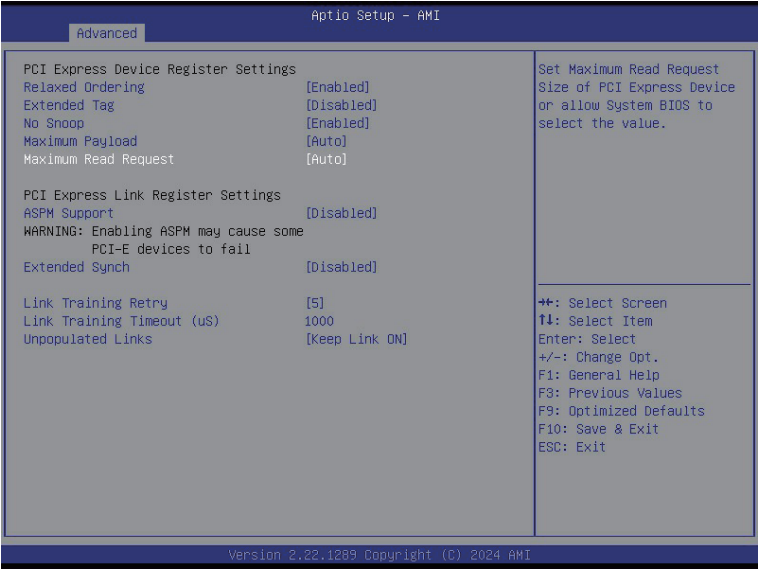 Aptio Setup – AMI
Advanced
PCI Express Device Register Settings
Relaxed Ordering [Enabled]
Extended Tag [Disabled]
No Snoop [Enabled]
Maximum Payload [Auto]
Maximum Read Request [Auto]
PCI Express Link Register Settings
ASPM Support [Disabled]
WARNING: Enabling ASPM may cause some
PCI-E devices to fail
Extended Synch [Disabled]
Link Training Retry [5]
Link Training Timeout (uS) 1000
Unpopulated Links [Keep Link ON]
Set Maximum Read Request
Size of PCI Express Device
or allow System BIOS to
select the value.
→←: Select Screen
↑↓: Select Item
Enter: Select
+/-: Change Opt.
F1: General Help
F3: Previous Values
F9: Optimized Defaults
F10: Save & Exit
ESC: Exit
Version 2.22.1289 Copyright (C) 2024 AMI